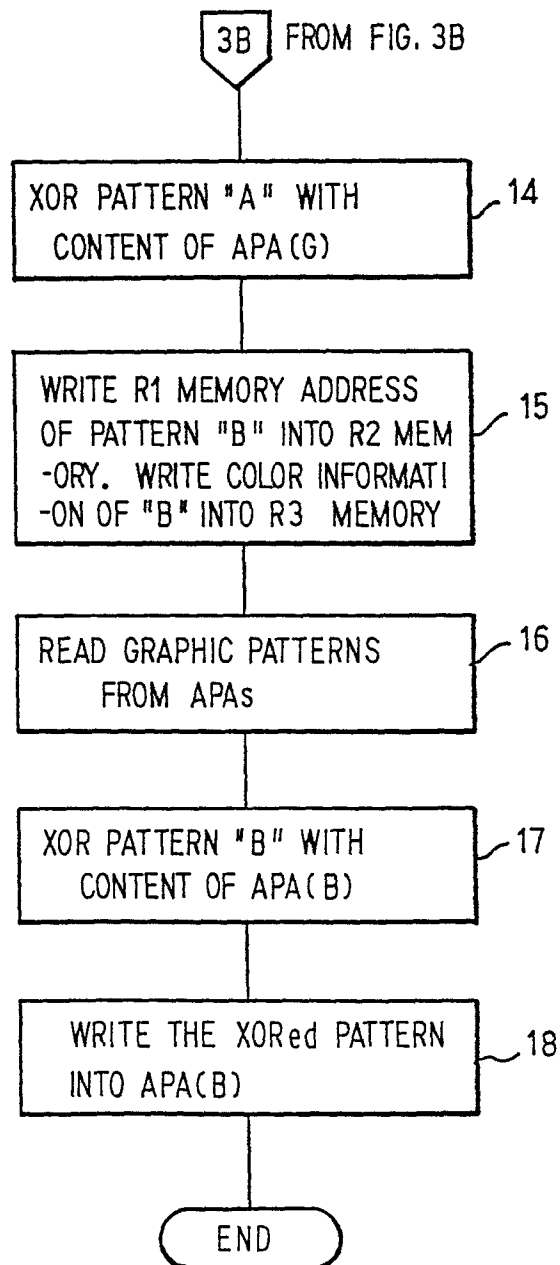 3B FROM FIG. 3B
XOR PATTERN "A" WITH
CONTENT OF APA(G)
14
WRITE R1 MEMORY ADDRESS
OF PATTERN "B" INTO R2 MEM
-ORY. WRITE COLOR INFORMATI
-ON OF "B" INTO R3 MEMORY
15
READ GRAPHIC PATTERNS
FROM APAs
16
XOR PATTERN "B" WITH
CONTENT OF APA(B)
17
WRITE THE XORed PATTERN
INTO APA(B)
18
END